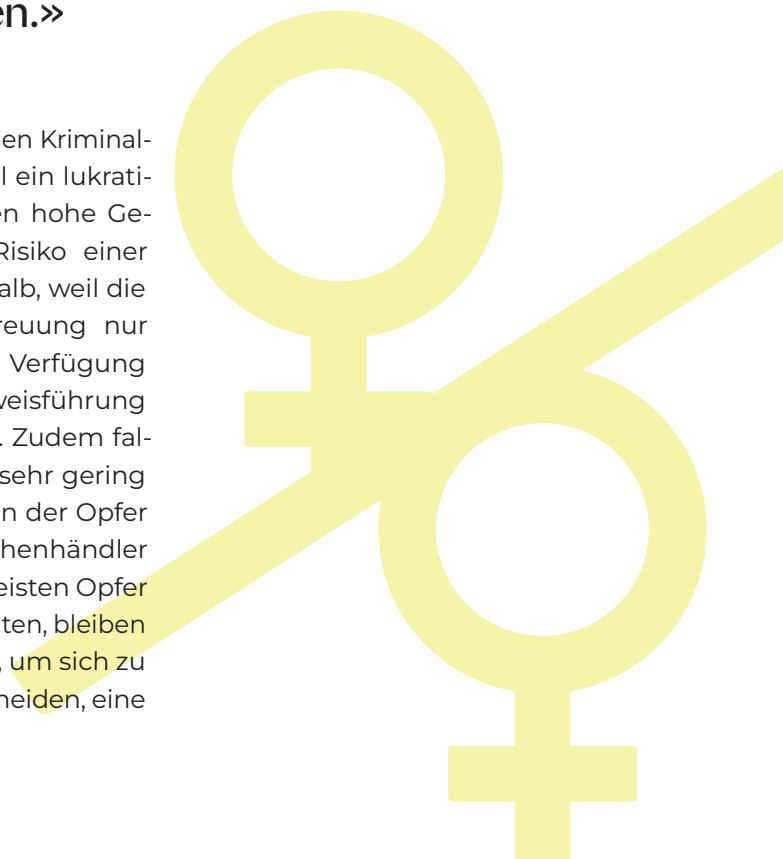 en.»
en Kriminal-
l ein lukrati-
en hohe Ge-
Risiko einer
alb, weil die
reuung nur
Verfügung
weisführung
. Zudem fal-
sehr gering
n der Opfer
chenhändler
eisten Opfer
ten, bleiben
, um sich zu
heiden, eine